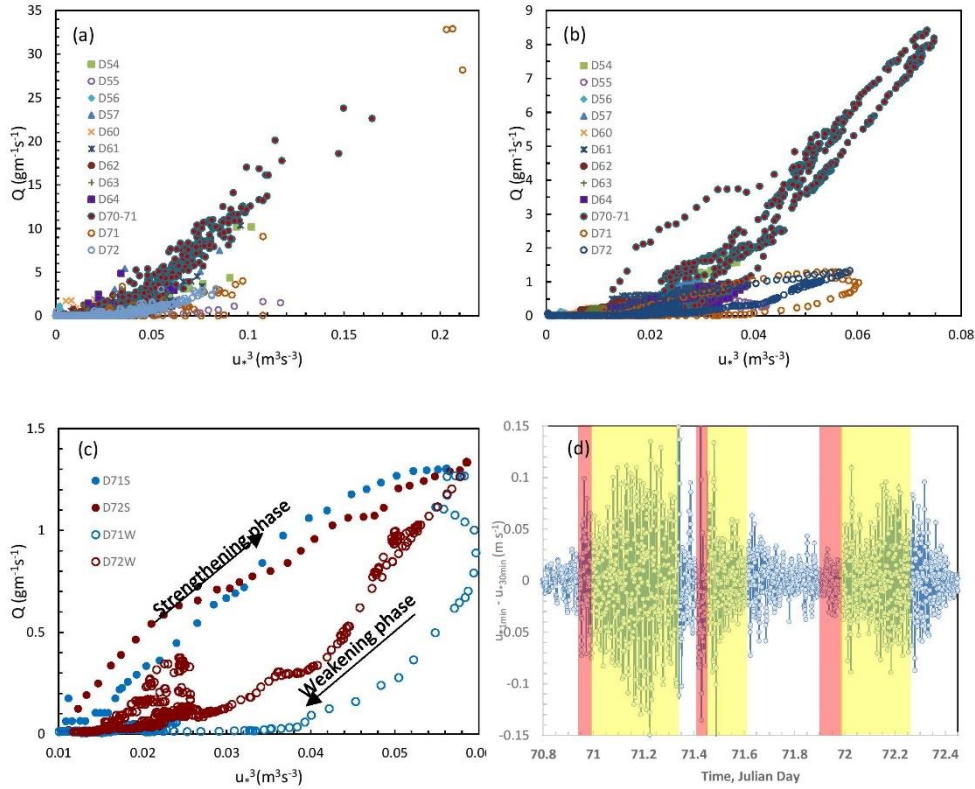 (a)
35
30
25
20
15
10
5
0
Q (gm⁻¹s⁻¹)
D54
D55
D56
D57
D60
D61
D62
D63
D64
D70-71
D71
D72
0
0.05
0.1
0.15
0.2
u*³ (m³s⁻³)
(b)
9
8
7
6
5
4
3
2
1
0
Q (gm⁻¹s⁻¹)
D54
D55
D56
D57
D60
D61
D62
D63
D64
D70-71
D71
D72
0
0.02
0.04
0.06
0.08
u*³ (m³s⁻³)
(c)
1.5
1
0.5
0
Q (gm⁻¹s⁻¹)
D71S
D72S
D71W
D72W
Strengthening phase
Weakening phase
0.01
0.02
0.03
0.04
0.05
u*³(m³s⁻³)
(d)
0.15
0.1
0.05
0
-0.05
-0.1
-0.15
u*1min - u*30min (m s⁻¹)
70.8
71
71.2
71.4
71.6
71.8
72
72.2
72.4
Time, Julian Day